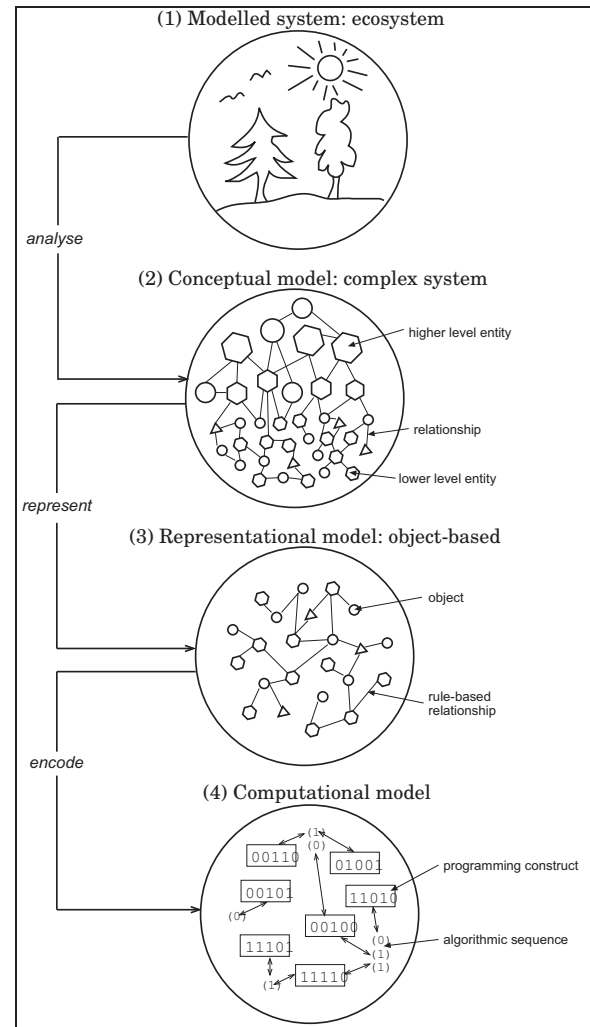 (1) Modelled system: ecosystem
analyse
(2) Conceptual model: complex system
higher level entity
relationship
lower level entity
represent
(3) Representational model: object-based
object
rule-based
relationship
encode
(4) Computational model
(1)
(0)
00110
01001
programming construct
00101
11010
(0)
00100
11101
(0)
algorithmic sequence
(1)
(1)
11110
(1)